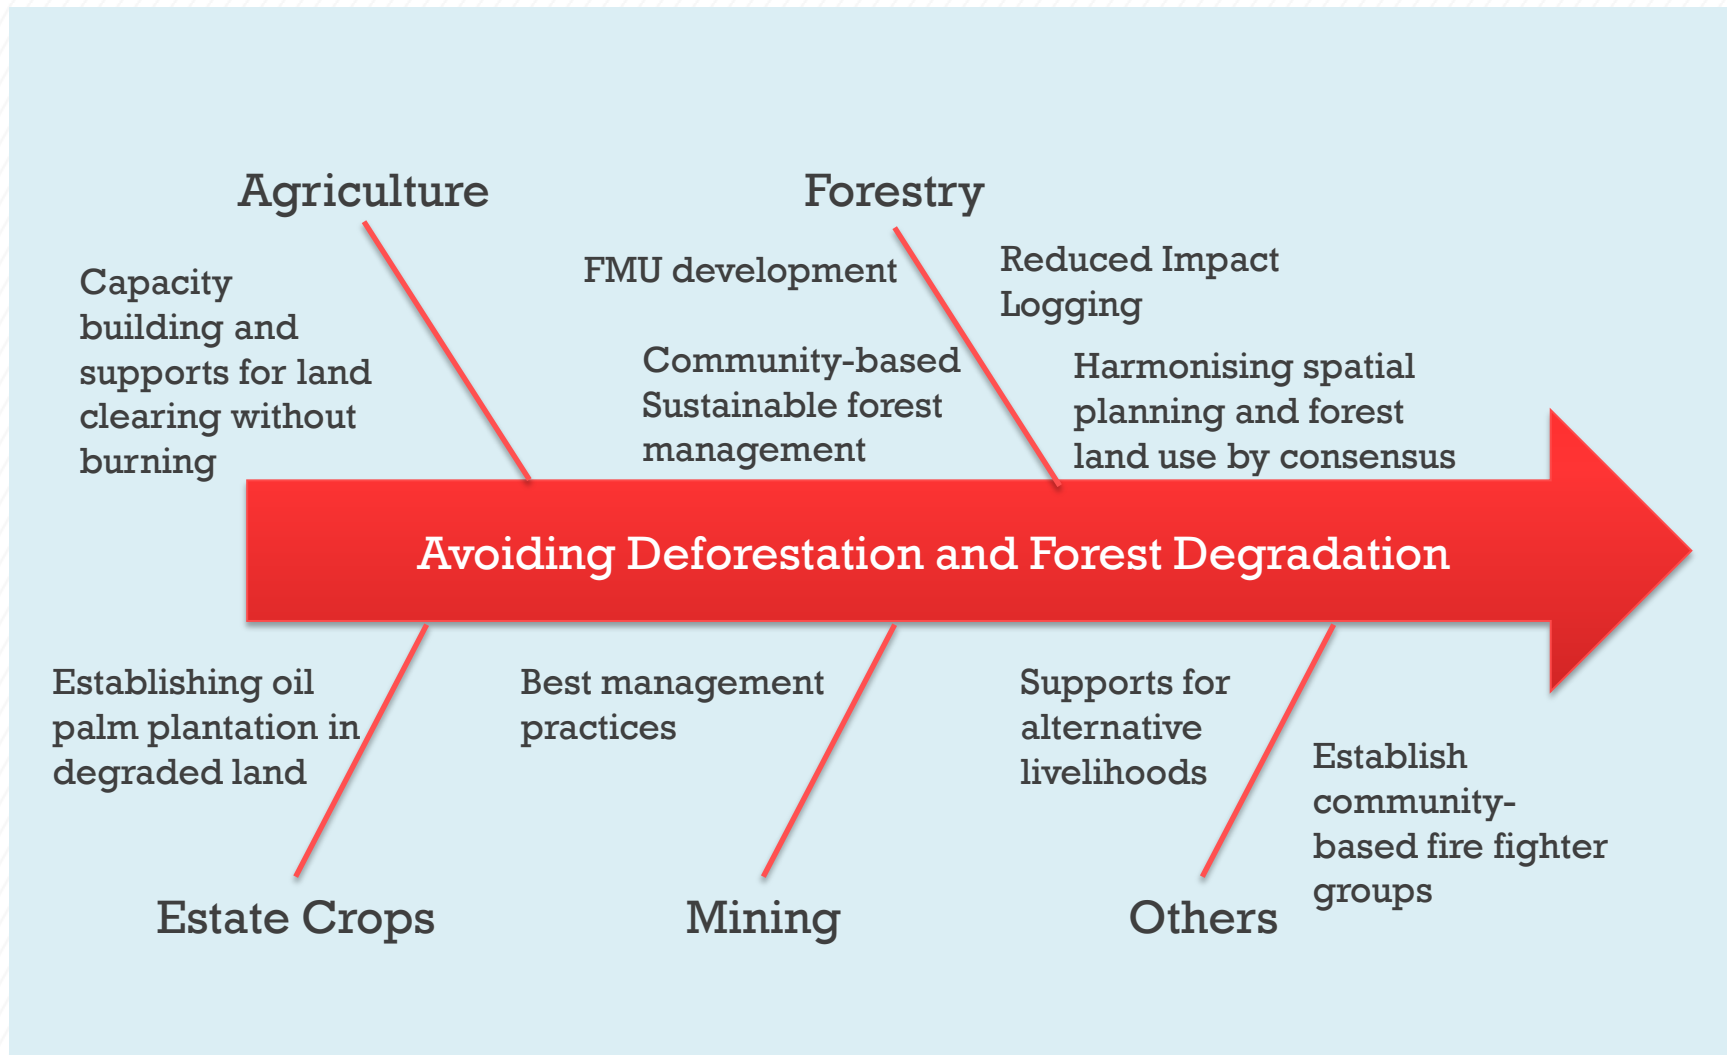 Agriculture
Capacity
building and
supports for land
clearing without
burning
Forestry
FMU development
Community-based
Sustainable forest
management
Reduced Impact
Logging
Harmonising spatial
planning and forest
land use by consensus
Avoiding Deforestation and Forest Degradation
Establishing oil
palm plantation in
degraded land
Estate Crops
Best management
practices
Mining
Supports for
alternative
livelihoods
Establish
community-
based fire fighter
groups
Others